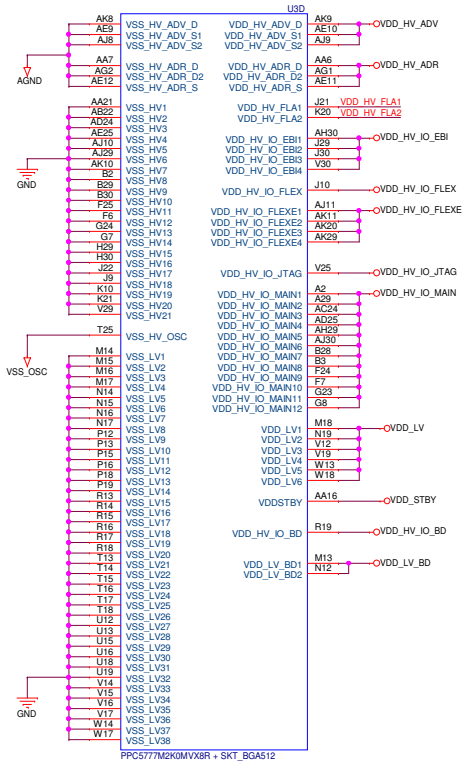 U3D
AK8 VSS_HV_ADV_D
AE9 VSS_HV_ADV_S1
AJ8 VSS_HV_ADV_S2
AGND
AA7 VSS_HV_ADR_D
AG2 VSS_HV_ADR_D2
AE12 VSS_HV_ADR_S
AA21 VSS_HV1
AB22 VSS_HV2
AD24 VSS_HV3
AE25 VSS_HV4
AJ10 VSS_HV5
AJ29 VSS_HV6
GND
AK10 VSS_HV7
B2 VSS_HV8
B29 VSS_HV9
B30 VSS_HV10
F25 VSS_HV11
F6 VSS_HV12
G24 VSS_HV13
G7 VSS_HV14
H29 VSS_HV15
H30 VSS_HV16
J22 VSS_HV17
J9 VSS_HV18
K10 VSS_HV19
K21 VSS_HV20
V29 VSS_HV21
T25 VSS_HV_OSC
VSS_OSC
M14 VSS_LV1
M15 VSS_LV2
M16 VSS_LV3
M17 VSS_LV4
N14 VSS_LV5
N15 VSS_LV6
N16 VSS_LV7
N17 VSS_LV8
P12 VSS_LV9
P13 VSS_LV10
P15 VSS_LV11
P16 VSS_LV12
P18 VSS_LV13
P19 VSS_LV14
R13 VSS_LV15
R14 VSS_LV16
R15 VSS_LV17
R16 VSS_LV18
R17 VSS_LV19
R18 VSS_LV20
T13 VSS_LV21
T14 VSS_LV22
T15 VSS_LV23
T16 VSS_LV24
T17 VSS_LV25
T18 VSS_LV26
U12 VSS_LV27
U13 VSS_LV28
U15 VSS_LV29
U16 VSS_LV30
U18 VSS_LV31
U19 VSS_LV32
V14 VSS_LV33
V15 VSS_LV34
V16 VSS_LV35
V17 VSS_LV36
W14 VSS_LV37
W17 VSS_LV38
GND
VDD_HV_ADV_D AK9 VDD_HV_ADV
VDD_HV_ADV_S1 AE10
VDD_HV_ADV_S2 AJ9
VDD_HV_ADR_D AA6 VDD_HV_ADR
VDD_HV_ADR_D2 AG1
VDD_HV_ADR_S AE11
VDD_HV_FLA1 J21 VDD_HV_FLA1
VDD_HV_FLA2 K20 VDD_HV_FLA2
VDD_HV_IO_EBI1 AH30 VDD_HV_IO_EBI
VDD_HV_IO_EBI2 J29
VDD_HV_IO_EBI3 J30
VDD_HV_IO_EBI4 V30
VDD_HV_IO_FLEX J10 VDD_HV_IO_FLEX
VDD_HV_IO_FLEXE1 AJ11 VDD_HV_IO_FLEXE
VDD_HV_IO_FLEXE2 AK11
VDD_HV_IO_FLEXE3 AK20
VDD_HV_IO_FLEXE4 AK29
VDD_HV_IO_JTAG V25 VDD_HV_IO_JTAG
VDD_HV_IO_MAIN1 A2 VDD_HV_IO_MAIN
VDD_HV_IO_MAIN2 A29
VDD_HV_IO_MAIN3 AC24
VDD_HV_IO_MAIN4 AD25
VDD_HV_IO_MAIN5 AH29
VDD_HV_IO_MAIN6 AJ30
VDD_HV_IO_MAIN7 B28
VDD_HV_IO_MAIN8 B3
VDD_HV_IO_MAIN9 F24
VDD_HV_IO_MAIN10 F7
VDD_HV_IO_MAIN11 G23
VDD_HV_IO_MAIN12 G8
VDD_LV1 M18 VDD_LV
VDD_LV2 N19
VDD_LV3 V12
VDD_LV4 V19
VDD_LV5 W13
VDD_LV6 W18
VDDSTBY AA16 VDD_STBY
VDD_HV_IO_BD R19 VDD_HV_IO_BD
VDD_LV_BD1 M13 VDD_LV_BD
VDD_LV_BD2 N12
PPC5777M2K0MVX8R + SKT_BGA512